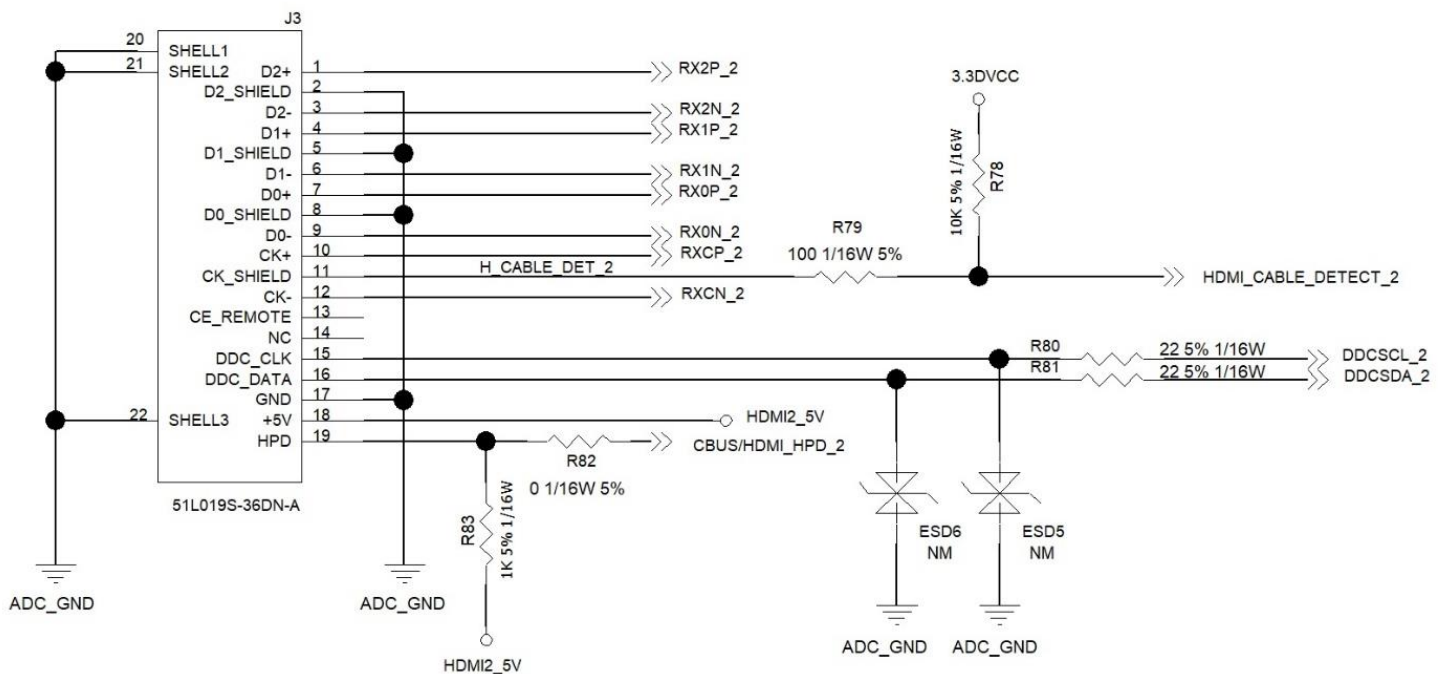 J3
20
SHELL1
21
SHELL2
D2+ 1
RX2P_2
D2_SHIELD 2
3.3DVCC
D2- 3
RX2N_2
D1+ 4
RX1P_2
D1_SHIELD 5
10K 5% 1/16W
R78
D1- 6
RX1N_2
D0+ 7
RX0P_2
D0_SHIELD 8
D0- 9
RX0N_2
R79
CK+ 10
RXCP_2
100 1/16W 5%
CK_SHIELD 11
H_CABLE_DET_2
HDMI_CABLE_DETECT_2
CK- 12
RXCN_2
CE_REMOTE 13
NC 14
DDC_CLK 15
R80
22 5% 1/16W
DDCSCL_2
DDC_DATA 16
R81
22 5% 1/16W
DDCSDA_2
GND 17
22
SHELL3
+5V 18
HDMI2_5V
HPD 19
CBUS/HDMI_HPD_2
R82
0 1/16W 5%
51L019S-36DN-A
R83
1K 5% 1/16W
ESD6
NM
ESD5
NM
ADC_GND
ADC_GND
ADC_GND
ADC_GND
HDMI2_5V